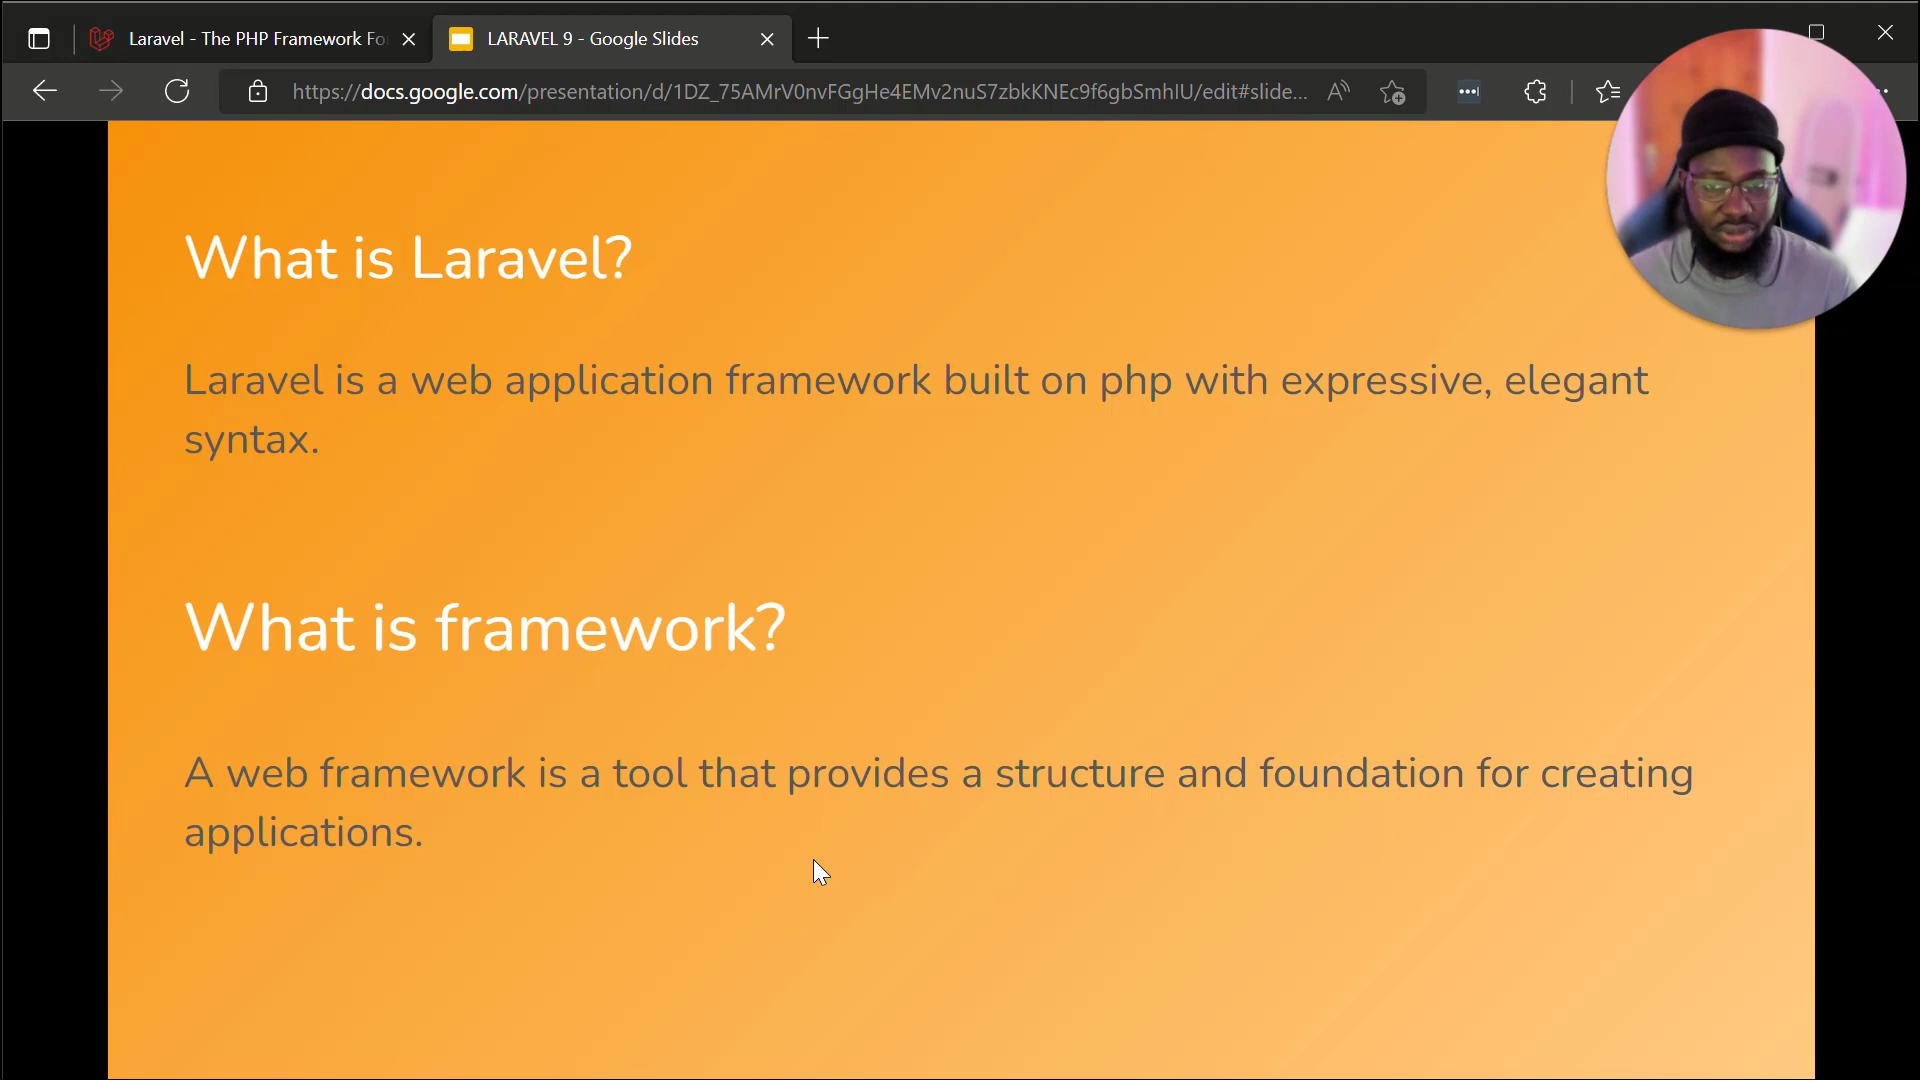 Laravel - The PHP Framework Fo
LARAVEL 9 - Google Slides
https://docs.google.com/presentation/d/1DZ_75AMrV0nvFGgHe4EMv2nuS7zbkKNEc9f6gbSmhIU/edit#slide...
What is Laravel?
Laravel is a web application framework built on php with expressive, elegant
syntax.
What is framework?
A web framework is a tool that provides a structure and foundation for creating
applications.